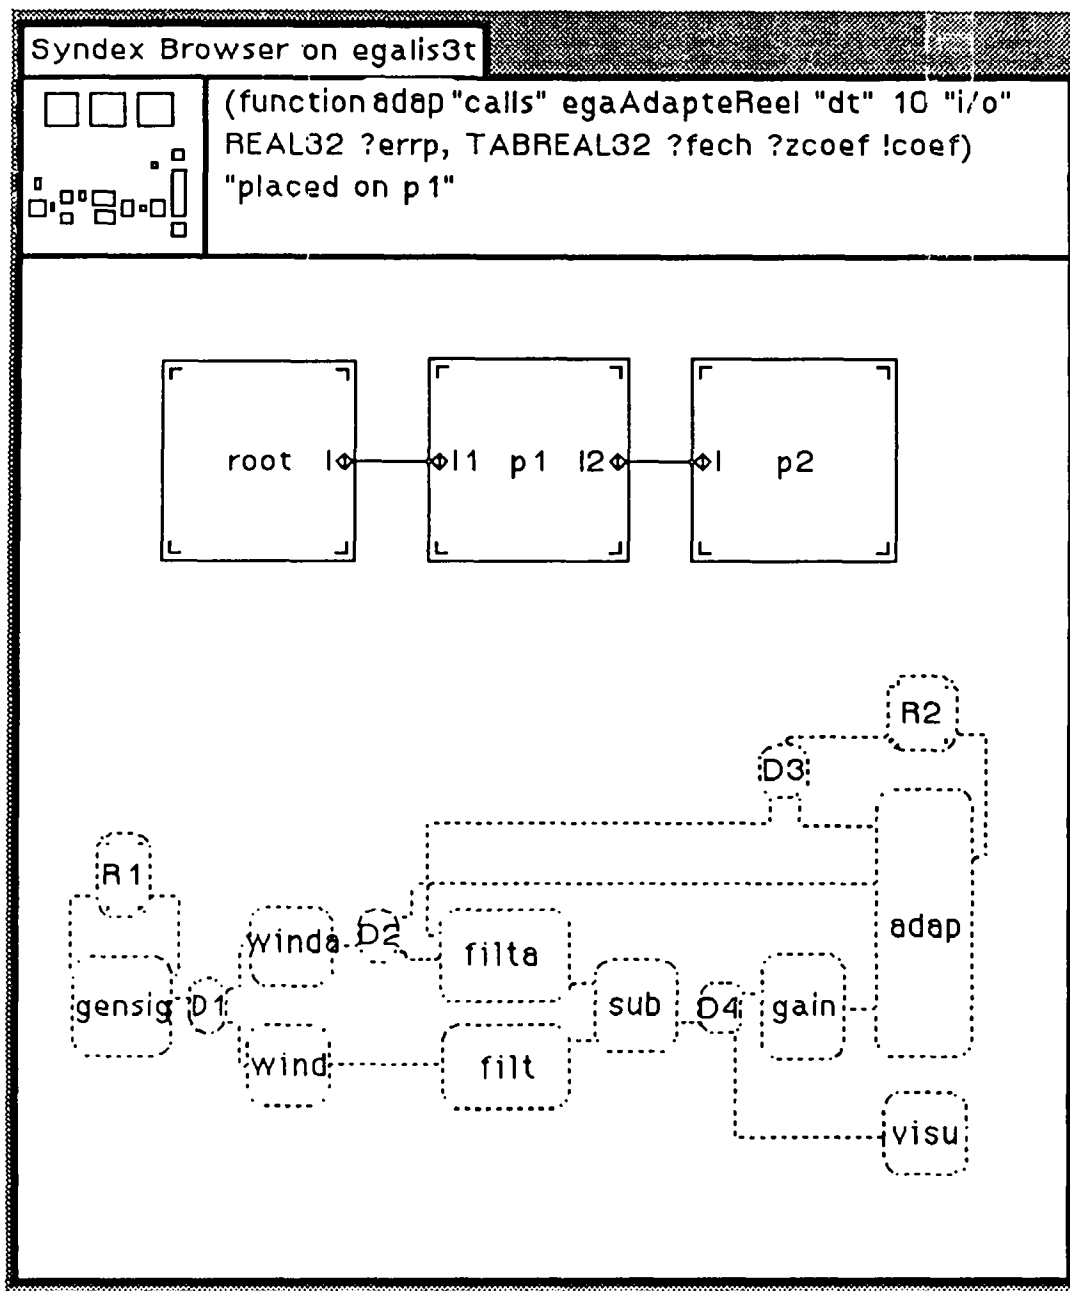 Syndex Browser on egalis3t
(function adap "calls" egaAdapteReel "dt" 10 "i/o"
REAL32 ?errp, TABREAL32 ?fech ?zcoef !coef)
"placed on p1"
root l l1 p1 l2 l p2
R2
D3
R1
adap
winda D2 filta
gensig D1 sub D4 gain
wind filt
visu